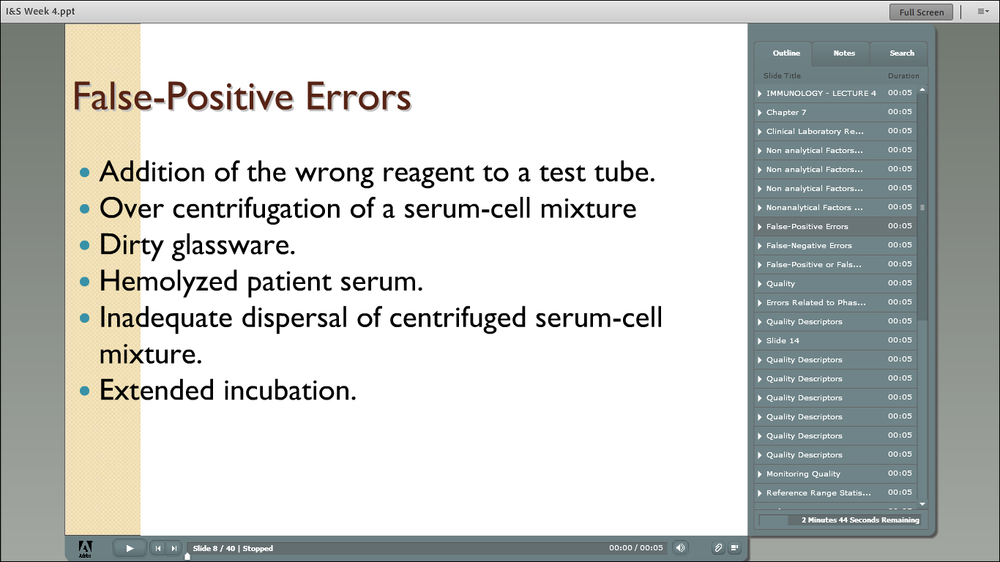 I&S Week 4.ppt
Full Screen
False-Positive Errors
Addition of the wrong reagent to a test tube.
Over centrifugation of a serum-cell mixture
Dirty glassware.
Hemolyzed patient serum.
Inadequate dispersal of centrifuged serum-cell
mixture.
Extended incubation.
Outline Notes Search
Slide Title Duration
IMMUNOLOGY - LECTURE 4 00:05
Chapter 7 00:05
Clinical Laboratory Re... 00:05
Non analytical Factors... 00:05
Non analytical Factors... 00:05
Non analytical Factors... 00:05
Nonanalytical Factors ... 00:05
False-Positive Errors 00:05
False-Negative Errors 00:05
False-Positive or Fals... 00:05
Quality 00:05
Errors Related to Phas... 00:05
Quality Descriptors 00:05
Slide 14 00:05
Quality Descriptors 00:05
Quality Descriptors 00:05
Quality Descriptors 00:05
Quality Descriptors 00:05
Quality Descriptors 00:05
Quality Descriptors 00:05
Monitoring Quality 00:05
Reference Range Statis... 00:05
2 Minutes 44 Seconds Remaining
Adobe
Slide 8 / 40 | Stopped 00:00 / 00:05